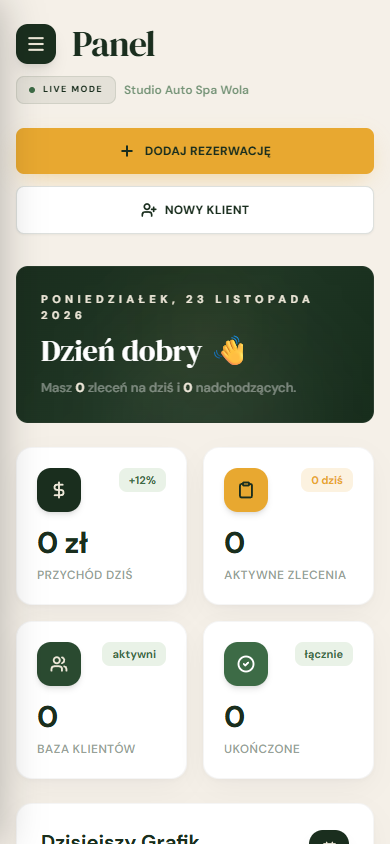 Panel
LIVE MODE
Studio Auto Spa Wola
DODAJ REZERWACJĘ
NOWY KLIENT
PONIEDZIAŁEK, 23 LISTOPADA
2026
Dzień dobry 👋
Masz 0 zleceń na dziś i 0 nadchodzących.
+12%
0 zł
PRZYCHÓD DZIŚ
0 dziś
0
AKTYWNE ZLECENIA
aktywni
0
BAZA KLIENTÓW
łącznie
0
UKOŃCZONE
Dzisiejszy Grafik